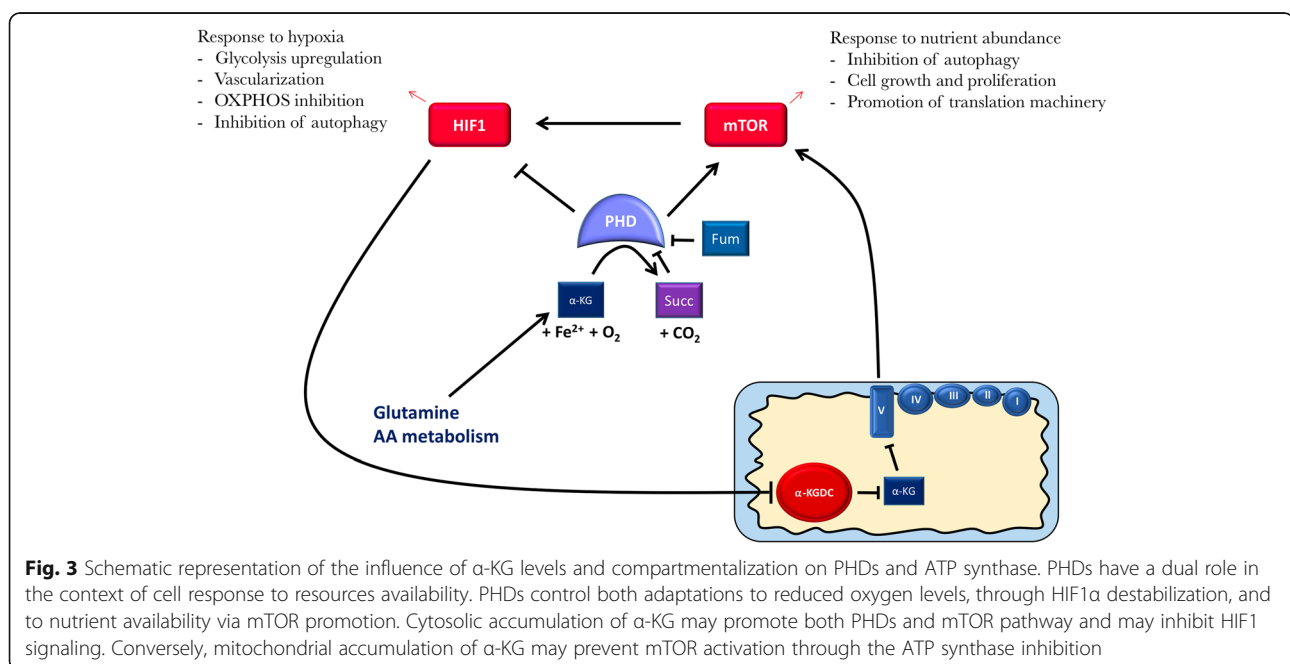 Response to hypoxia
- Glycolysis upregulation
- Vascularization
- OXPHOS inhibition
- Inhibition of autophagy
Response to nutrient abundance
- Inhibition of autophagy
- Cell growth and proliferation
- Promotion of translation machinery
HIF1
mTOR
PHD
Fum
α-KG
Succ
+ Fe²⁺ + O₂
+ CO₂
Glutamine
AA metabolism
V
IV
III
II
I
α-KGDC
α-KG
Fig. 3 Schematic representation of the influence of α-KG levels and compartmentalization on PHDs and ATP synthase. PHDs have a dual role in
the context of cell response to resources availability. PHDs control both adaptations to reduced oxygen levels, through HIF1α destabilization, and
to nutrient availability via mTOR promotion. Cytosolic accumulation of α-KG may promote both PHDs and mTOR pathway and may inhibit HIF1
signaling. Conversely, mitochondrial accumulation of α-KG may prevent mTOR activation through the ATP synthase inhibition